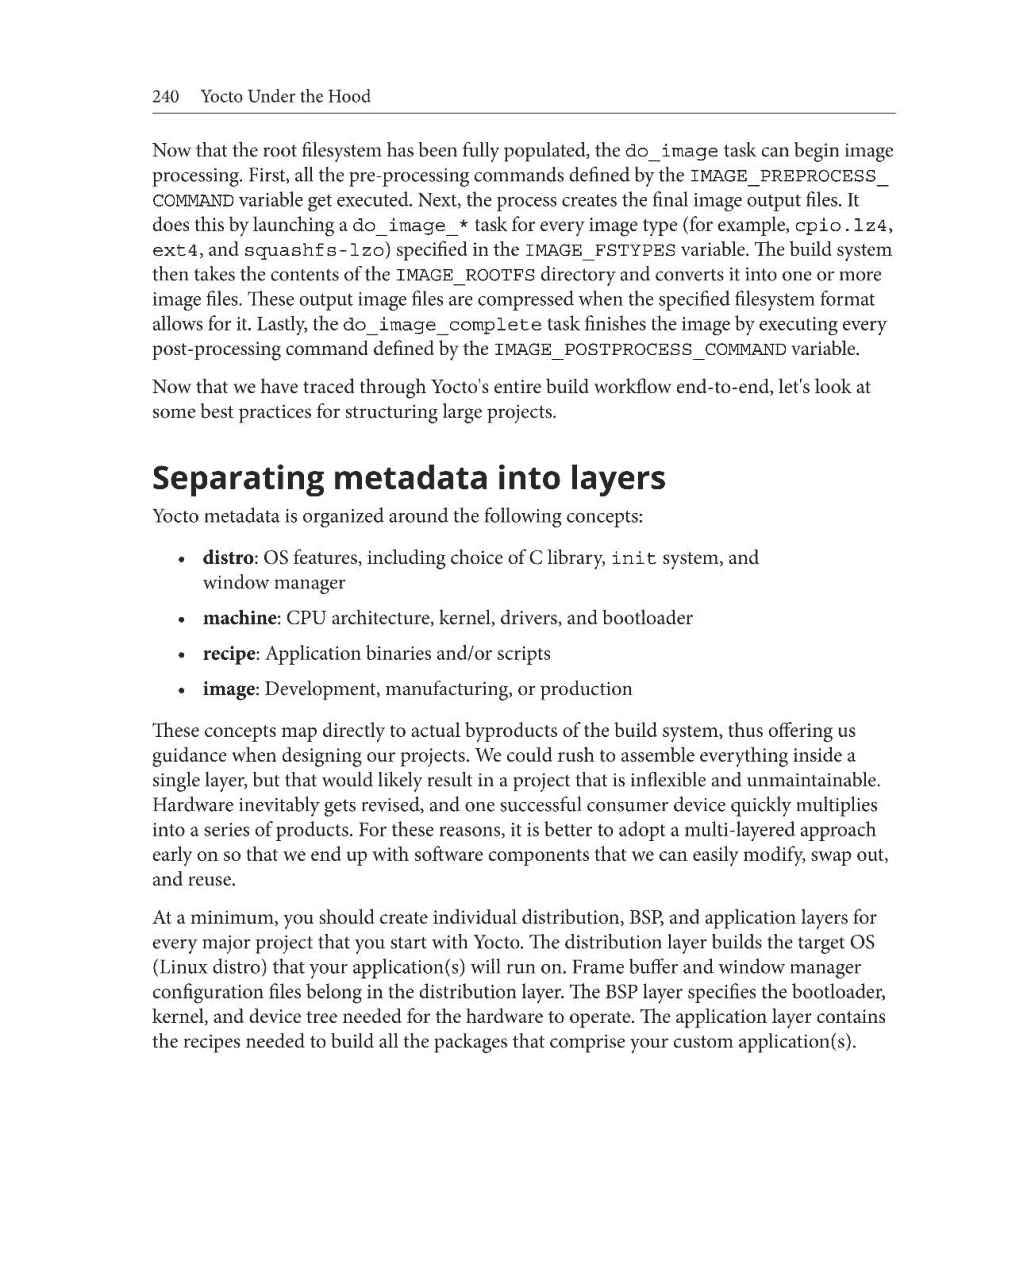 240 Yocto Under the Hood
Now that the root filesystem has been fully populated, the do_image task can begin image
processing. First, all the pre-processing commands defined by the IMAGE_PREPROCESS_
COMMAND variable get executed. Next, the process creates the final image output files. It
does this by launching a do_image_* task for every image type (for example, cpio.lz4,
ext4, and squashfs-lzo) specified in the IMAGE_FSTYPES variable. The build system
then takes the contents of the IMAGE_ROOTFS directory and converts it into one or more
image files. These output image files are compressed when the specified filesystem format
allows for it. Lastly, the do_image_complete task finishes the image by executing every
post-processing command defined by the IMAGE_POSTPROCESS_COMMAND variable.
Now that we have traced through Yocto's entire build workflow end-to-end, let's look at
some best practices for structuring large projects.
Separating metadata into layers
Yocto metadata is organized around the following concepts:
• distro: OS features, including choice of C library, init system, and
window manager
• machine: CPU architecture, kernel, drivers, and bootloader
• recipe: Application binaries and/or scripts
• image: Development, manufacturing, or production
These concepts map directly to actual byproducts of the build system, thus offering us
guidance when designing our projects. We could rush to assemble everything inside a
single layer, but that would likely result in a project that is inflexible and unmaintainable.
Hardware inevitably gets revised, and one successful consumer device quickly multiplies
into a series of products. For these reasons, it is better to adopt a multi-layered approach
early on so that we end up with software components that we can easily modify, swap out,
and reuse.
At a minimum, you should create individual distribution, BSP, and application layers for
every major project that you start with Yocto. The distribution layer builds the target OS
(Linux distro) that your application(s) will run on. Frame buffer and window manager
configuration files belong in the distribution layer. The BSP layer specifies the bootloader,
kernel, and device tree needed for the hardware to operate. The application layer contains
the recipes needed to build all the packages that comprise your custom application(s).